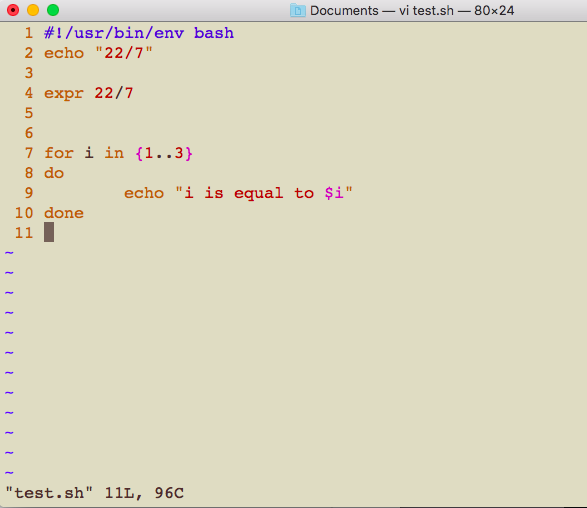 Documents — vi test.sh — 80×24
1 #!/usr/bin/env bash
2 echo "22/7"
3
4 expr 22/7
5
6
7 for i in {1..3}
8 do
9         echo "i is equal to $i"
10 done
11
~
~
~
~
~
~
~
~
~
~
~
~
"test.sh" 11L, 96C